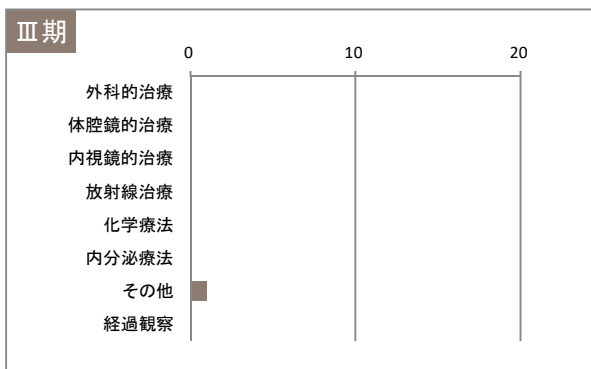 Ⅲ期
0 10 20
外科的治療
体腔鏡的治療
内視鏡的治療
放射線治療
化学療法
内分泌療法
その他
経過観察